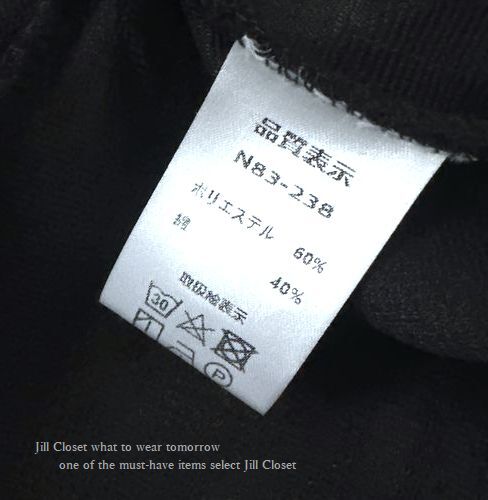 品質表示
N83-238
ポリエステル 60%
綿 40%
取扱絵表示
30
P
Jill Closet what to wear tomorrow
one of the must-have items select Jill Closet